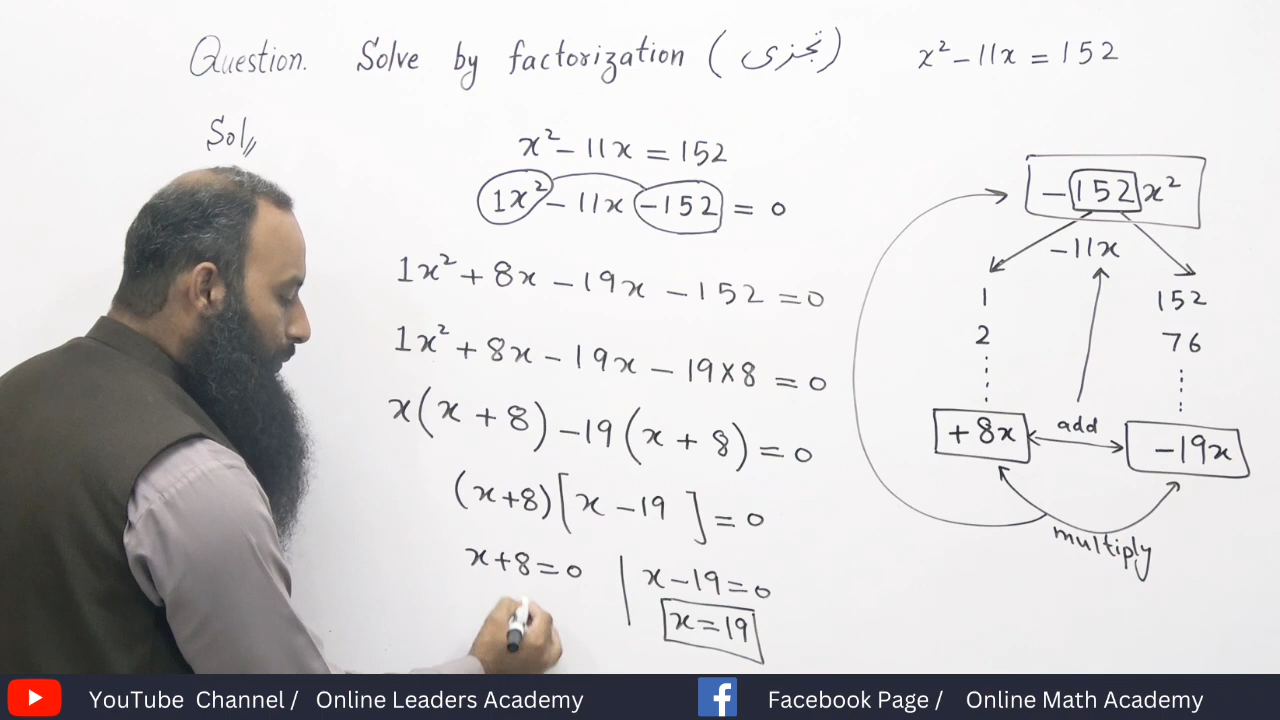 Question. Solve by factorization (تجزی) x² - 11x = 152
Sol,,
x² - 11x = 152
1x² - 11x - 152 = 0
1x² + 8x - 19x - 152 = 0
1x² + 8x - 19x - 19×8 = 0
x(x + 8) - 19(x + 8) = 0
(x+8)[x - 19] = 0
x+8=0 | x-19=0
x=19
-152x²
-11x
1 152
2 76
+8x add -19x
multiply
YouTube Channel / Online Leaders Academy
Facebook Page / Online Math Academy